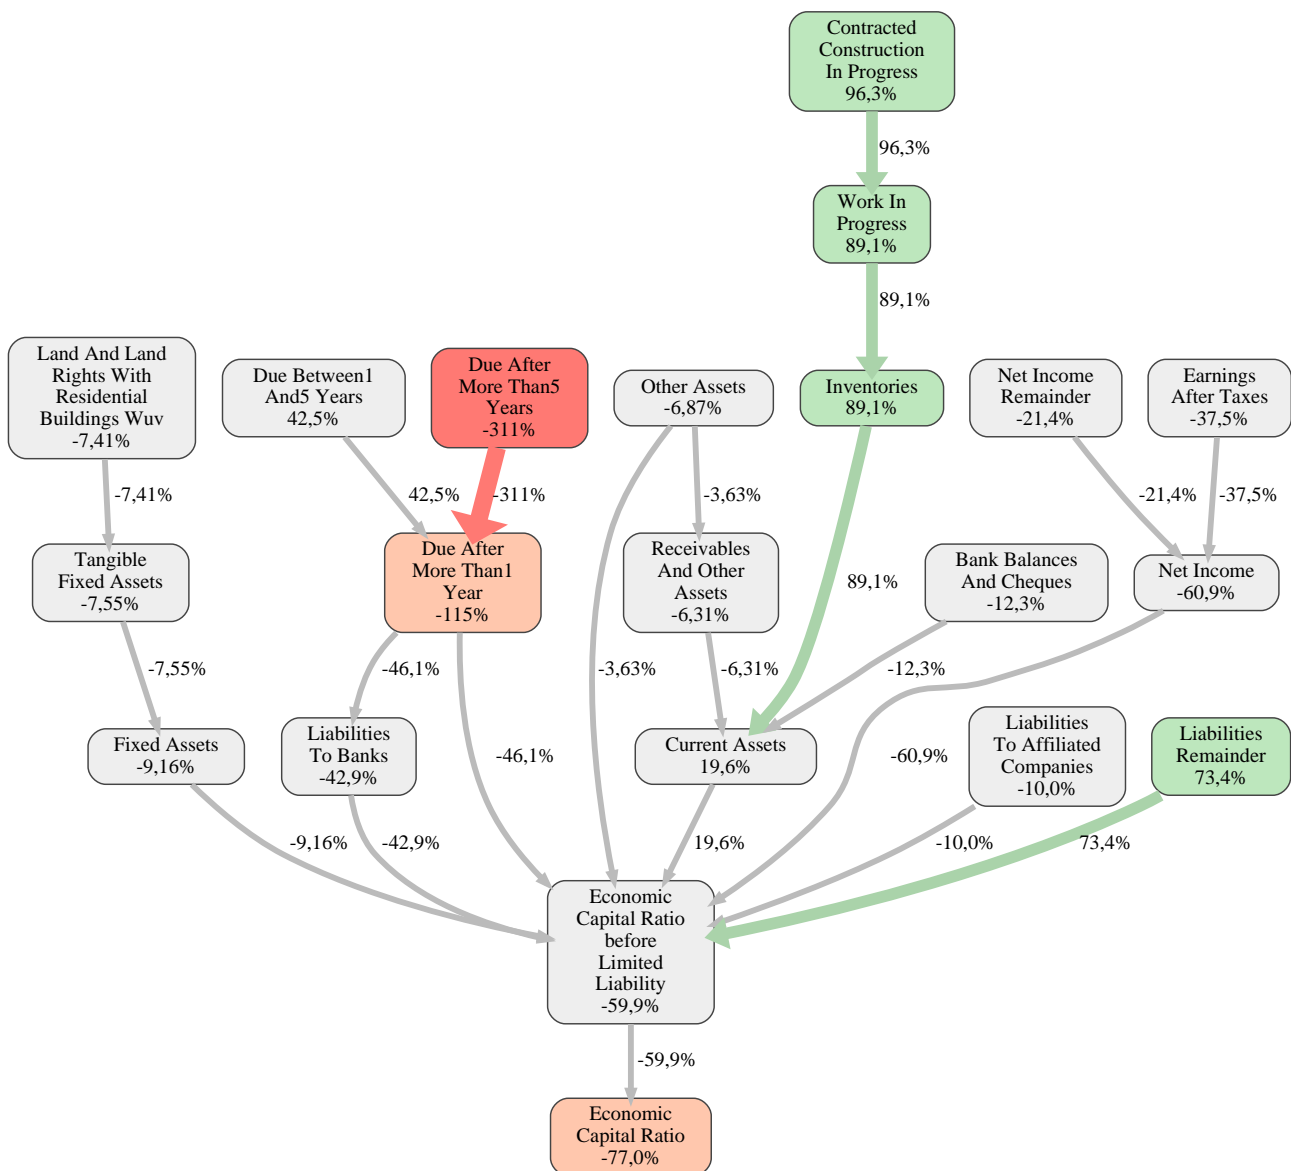 Contracted
Construction
In Progress
96,3%
96,3%
Work In
Progress
89,1%
89,1%
Land And Land
Rights With
Residential
Buildings Wuv
-7,41%
Due Between1
And5 Years
42,5%
Due After
More Than5
Years
-311%
Other Assets
-6,87%
Inventories
89,1%
Net Income
Remainder
-21,4%
Earnings
After Taxes
-37,5%
-7,41%
42,5%
-311%
-3,63%
-21,4%
-37,5%
Tangible
Fixed Assets
-7,55%
Due After
More Than1
Year
-115%
Receivables
And Other
Assets
-6,31%
89,1%
Bank Balances
And Cheques
-12,3%
Net Income
-60,9%
-7,55%
-46,1%
-3,63%
-6,31%
-12,3%
Fixed Assets
-9,16%
Liabilities
To Banks
-42,9%
-46,1%
Current Assets
19,6%
-60,9%
Liabilities
To Affiliated
Companies
-10,0%
Liabilities
Remainder
73,4%
-9,16%
-42,9%
19,6%
-10,0%
73,4%
Economic
Capital Ratio
before
Limited
Liability
-59,9%
-59,9%
Economic
Capital Ratio
-77,0%